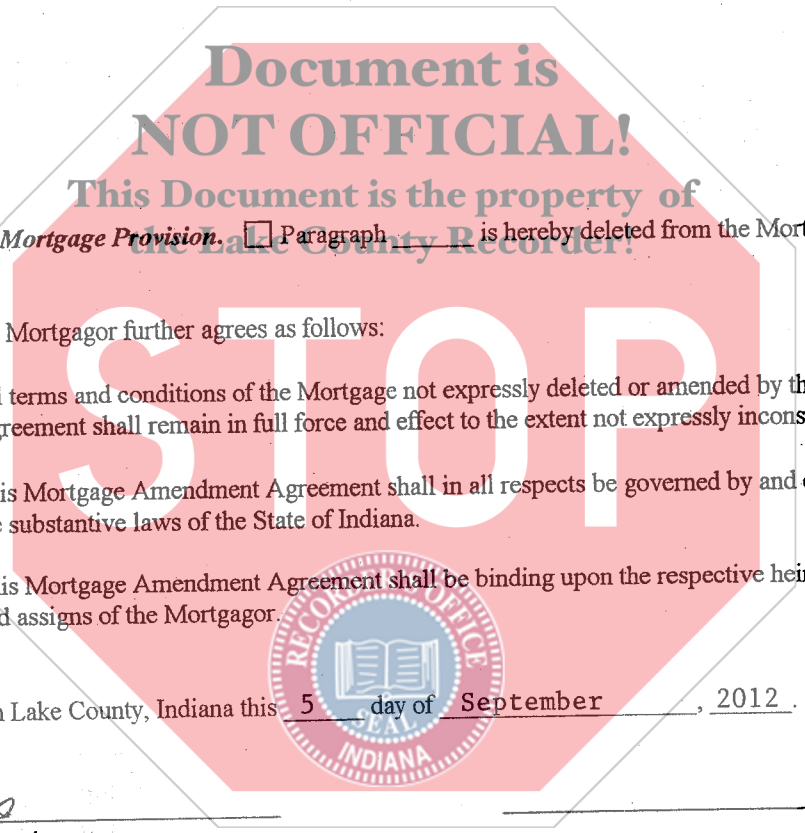 Document is
NOT OFFICIAL!
This Document is the property of
the Lake County Recorder!
Mortgage Provision. Paragraph ______ is hereby deleted from the Mort
STOP
Mortgagor further agrees as follows:
terms and conditions of the Mortgage not expressly deleted or amended by th
reement shall remain in full force and effect to the extent not expressly incons
is Mortgage Amendment Agreement shall in all respects be governed by and
substantive laws of the State of Indiana.
is Mortgage Amendment Agreement shall be binding upon the respective hei
d assigns of the Mortgagor.
RECORDER'S OFFICE
SEAL
INDIANA
Lake County, Indiana this 5 day of September, 2012.